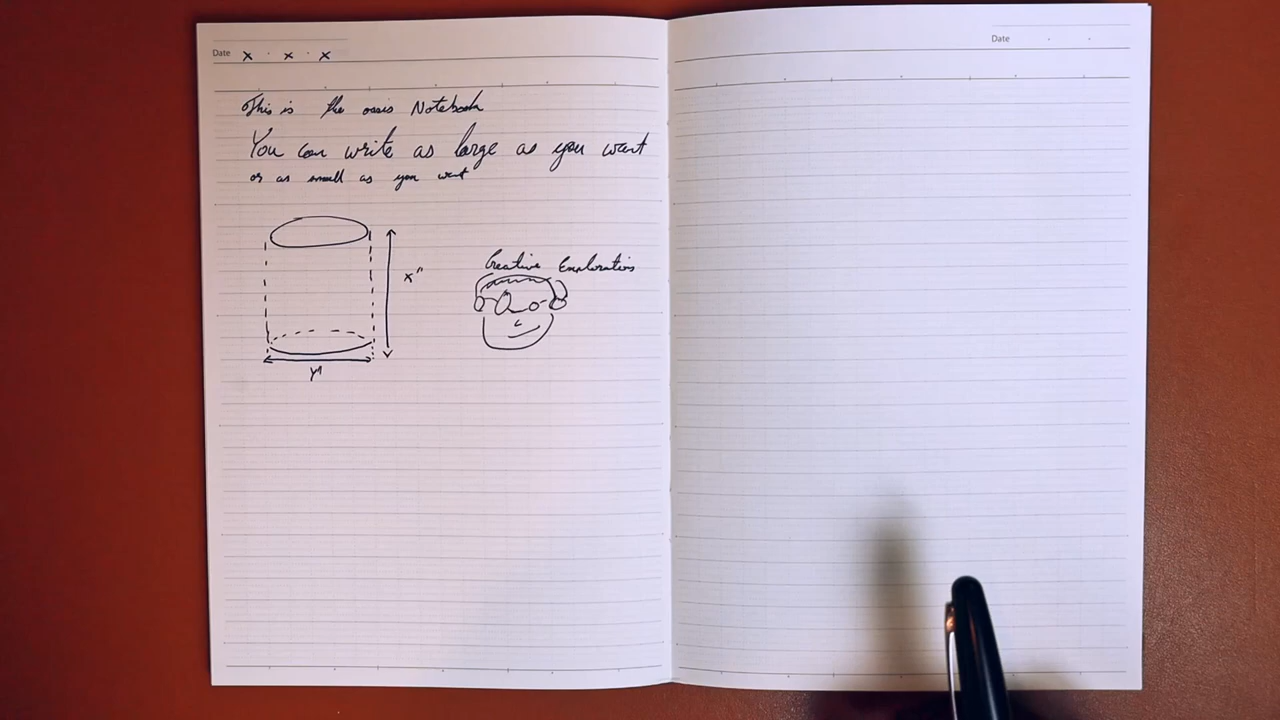 Date x · x · x
This is the oasis Notebook
You can write as large as you want
or as small as you want
x"
Creative Exploration
Y"
Date